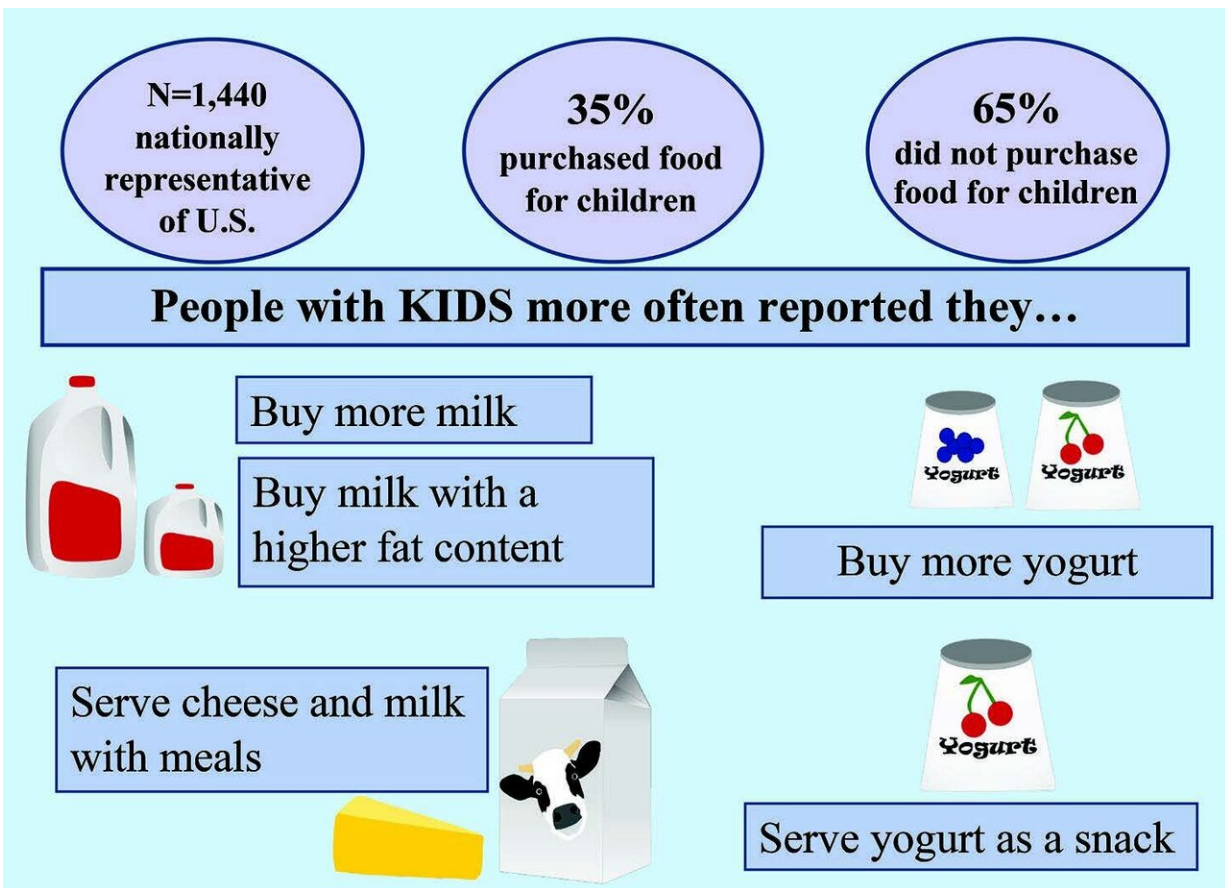 N=1,440
nationally
representative
of U.S.
35%
purchased food
for children
65%
did not purchase
food for children
People with KIDS more often reported they…
Buy more milk
Buy milk with a
higher fat content
Yogurt
Yogurt
Buy more yogurt
Serve cheese and milk
with meals
Yogurt
Serve yogurt as a snack